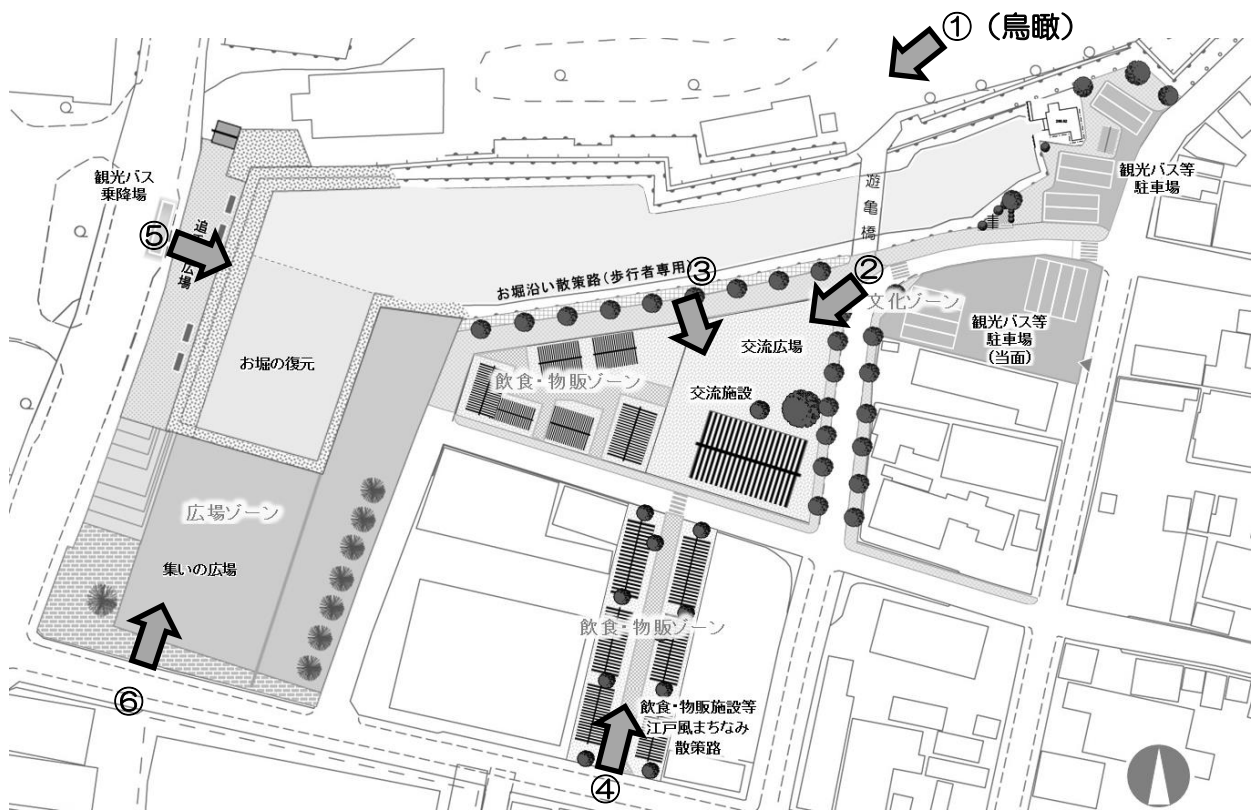 ①（鳥瞰）
観光バス
乗降場
⑤
遊亀橋
観光バス等
駐車場
お堀沿い散策路(歩行者専用)
③
②
文化ゾーン
観光バス等
駐車場
(当面)
お堀の復元
飲食・物販ゾーン
交流広場
交流施設
広場ゾーン
集いの広場
飲食・物販ゾーン
⑥
飲食・物販施設等
江戸風まちなみ
散策路
④